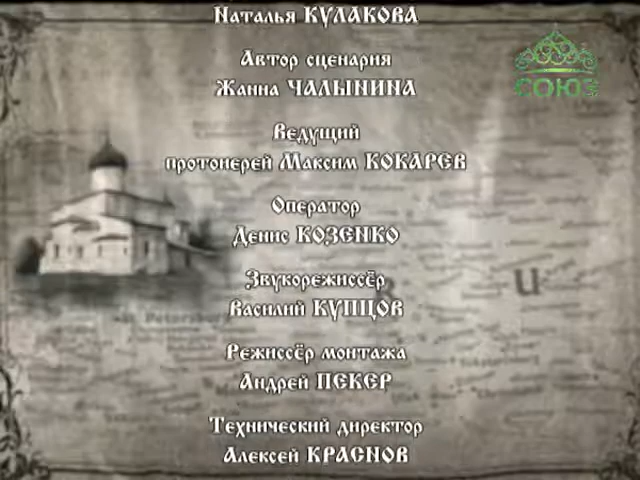 Наталья КУЛАКОВА
СОЮЗ
Автор сценария
Жанна ЧАЛЫНИНА
Ведущий
протоиерей Максим КОКАРЕВ
Оператор
Денис КОЗЕНКО
Звукорежиссёр
Василий КУПЦОВ
Режиссёр монтажа
Андрей ПЕКЕР
Технический директор
Алексей КРАСНОВ